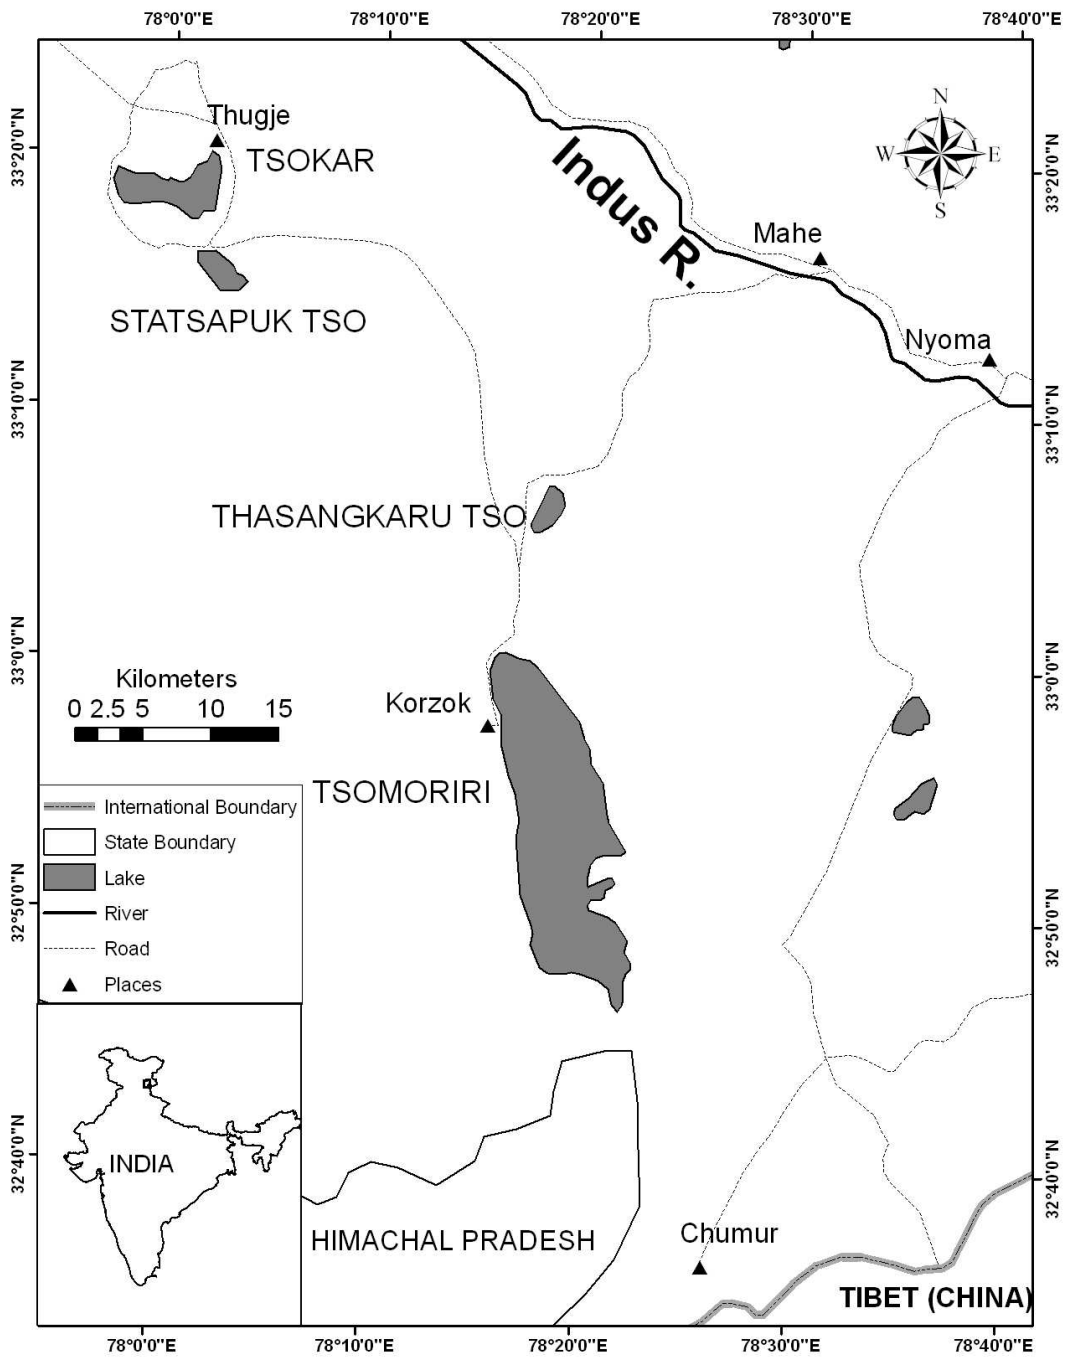 78°0'0"E 78°10'0"E 78°20'0"E 78°30'0"E 78°40'0"E
N
W E
S
Thugje
33°20'0"N
TSOKAR
33°20'0"N
Indus R.
Mahe
STATSAPUK TSO
Nyoma
33°10'0"N
33°10'0"N
THASANGKARU TSO
33°0'0"N
33°0'0"N
Kilometers
0 2.5 5 10 15
Korzok
TSOMORIRI
International Boundary
State Boundary
Lake
River
Road
Places
32°50'0"N
32°50'0"N
INDIA
32°40'0"N
32°40'0"N
HIMACHAL PRADESH
Chumur
TIBET (CHINA)
78°0'0"E 78°10'0"E 78°20'0"E 78°30'0"E 78°40'0"E